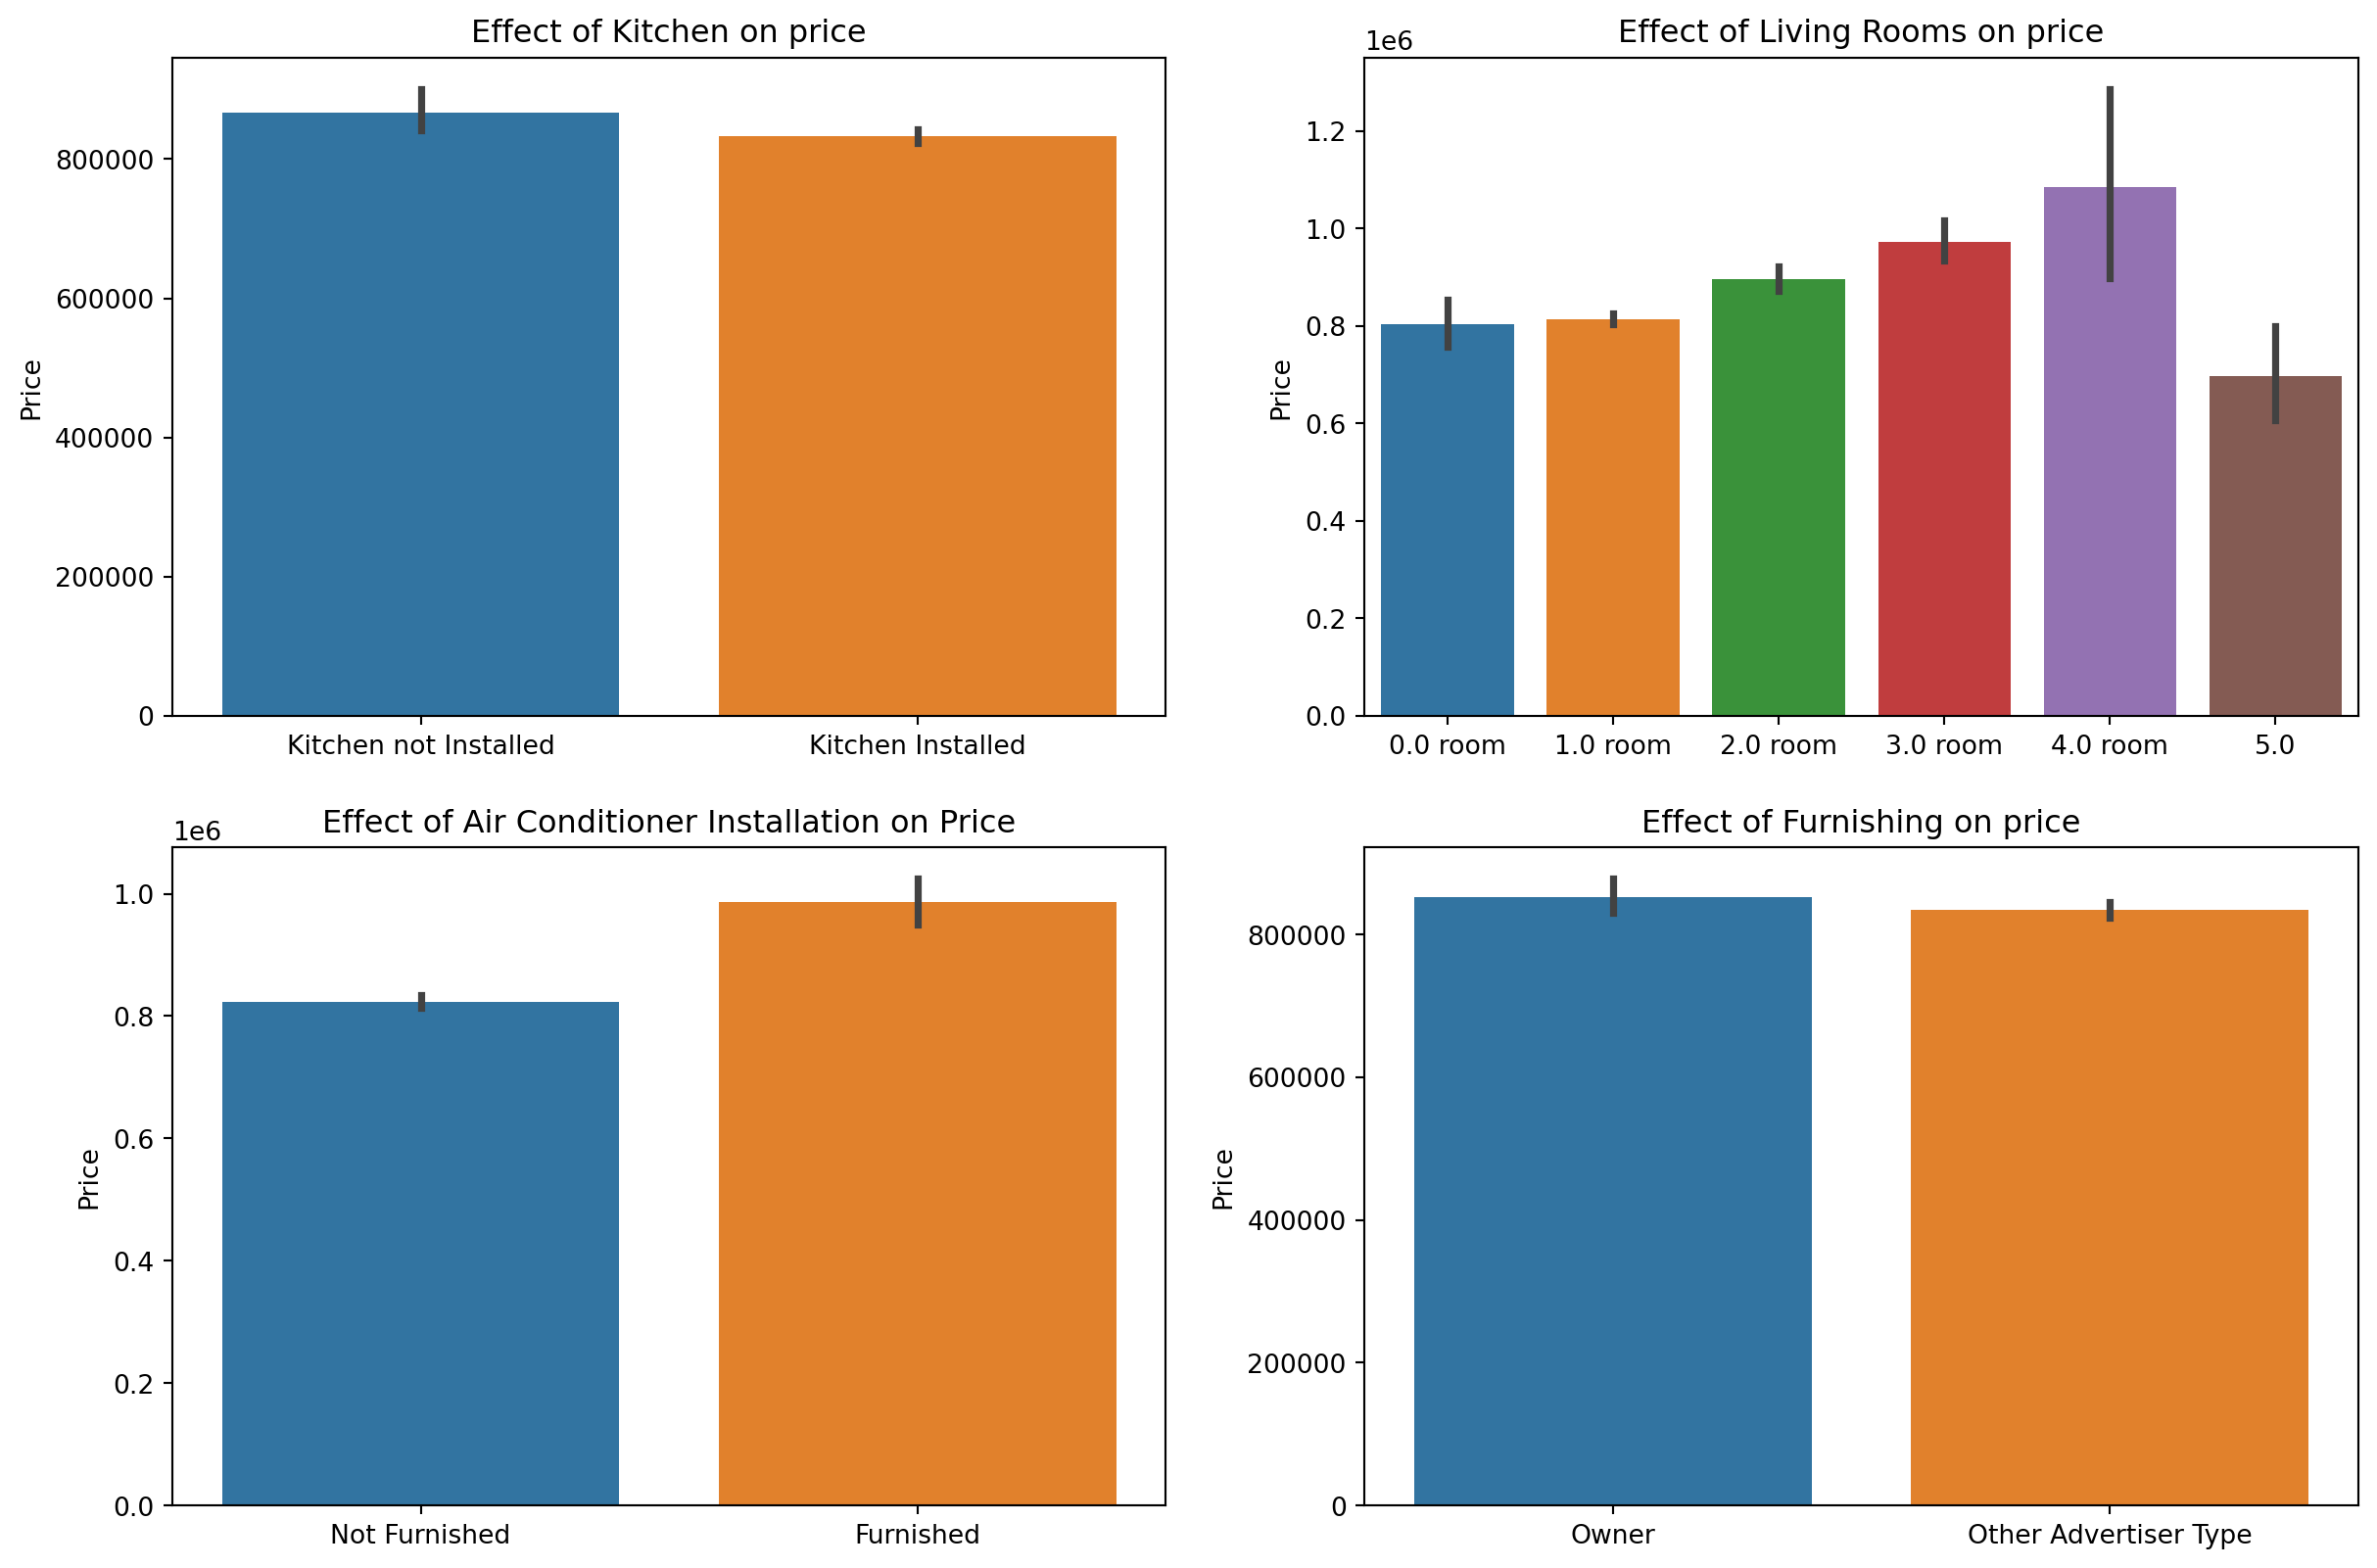 Effect of Kitchen on price
Price
800000
600000
400000
200000
0
Kitchen not Installed
Kitchen Installed
Effect of Living Rooms on price
1e6
Price
1.2
1.0
0.8
0.6
0.4
0.2
0.0
0.0 room
1.0 room
2.0 room
3.0 room
4.0 room
5.0
Effect of Air Conditioner Installation on Price
1e6
Price
1.0
0.8
0.6
0.4
0.2
0.0
Not Furnished
Furnished
Effect of Furnishing on price
Price
800000
600000
400000
200000
0
Owner
Other Advertiser Type